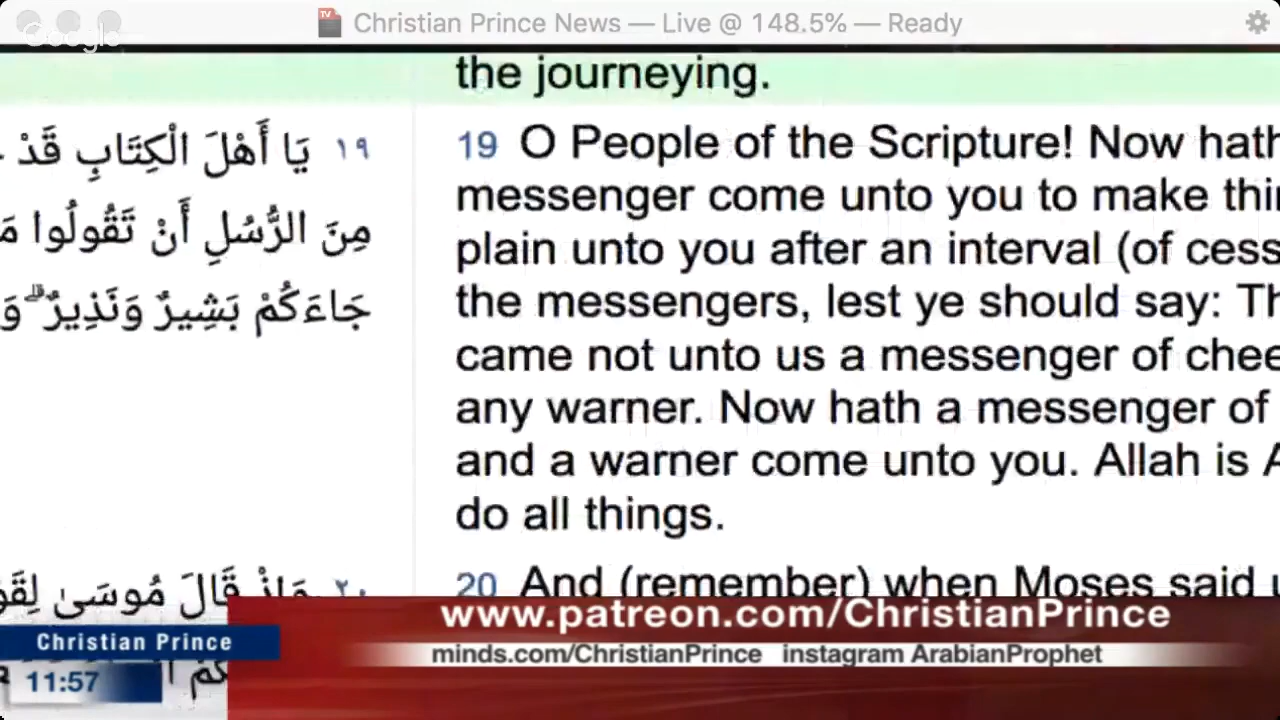 Christian Prince News — Live @ 148.5% — Ready
Google
the journeying.
١٩ يَا أَهْلَ الْكِتَابِ قَدْ
مِنَ الرُّسُلِ أَنْ تَقُولُوا
جَاءَكُمْ بَشِيرٌ وَنَذِيرٌ ۗ
19 O People of the Scripture! Now hath
messenger come unto you to make
plain unto you after an interval (of
the messengers, lest ye should say:
came not unto us a messenger of
any warner. Now hath a messenger of
and a warner come unto you. Allah is
do all things.
٢٠ وَإِذْ قَالَ مُوسَىٰ
20 And (remember) when Moses said
www.patreon.com/ChristianPrince
Christian Prince
minds.com/ChristianPrince instagram ArabianProphet
11:57